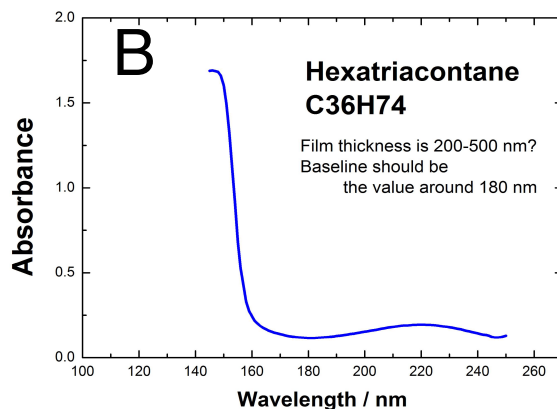 B
Hexatriacontane
C36H74
Film thickness is 200-500 nm?
Baseline should be
the value around 180 nm
Absorbance
2.0
1.5
1.0
0.5
0.0
100 120 140 160 180 200 220 240 260
Wavelength / nm